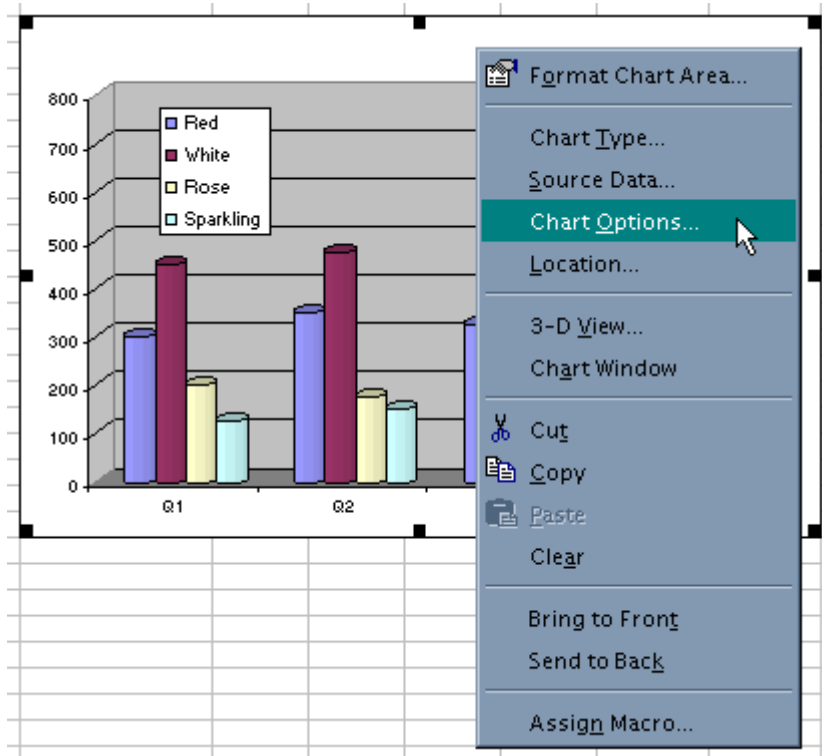 800
700
600
500
400
300
200
100
0
Red
White
Rose
Sparkling
Q1
Q2
Format Chart Area...
Chart Type...
Source Data...
Chart Options...
Location...
3-D View...
Chart Window
Cut
Copy
Paste
Clear
Bring to Front
Send to Back
Assign Macro...